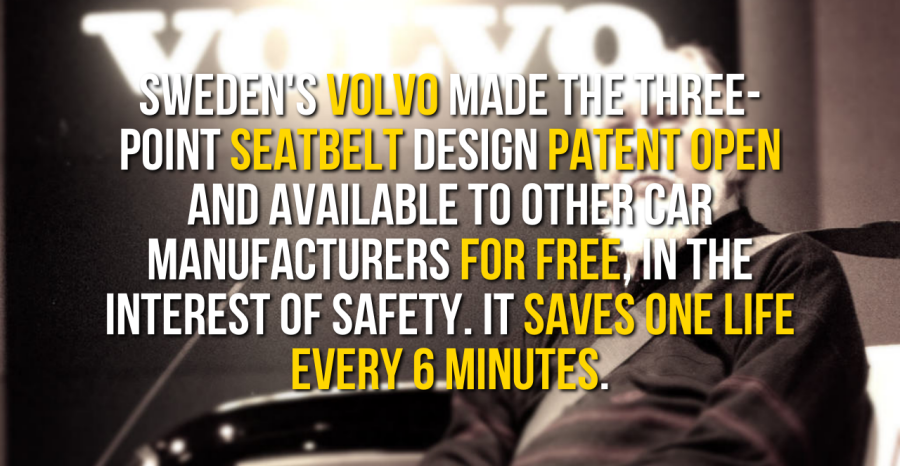 VOLVO
SWEDEN'S VOLVO MADE THE THREE-
POINT SEATBELT DESIGN PATENT OPEN
AND AVAILABLE TO OTHER CAR
MANUFACTURERS FOR FREE, IN THE
INTEREST OF SAFETY. IT SAVES ONE LIFE
EVERY 6 MINUTES.